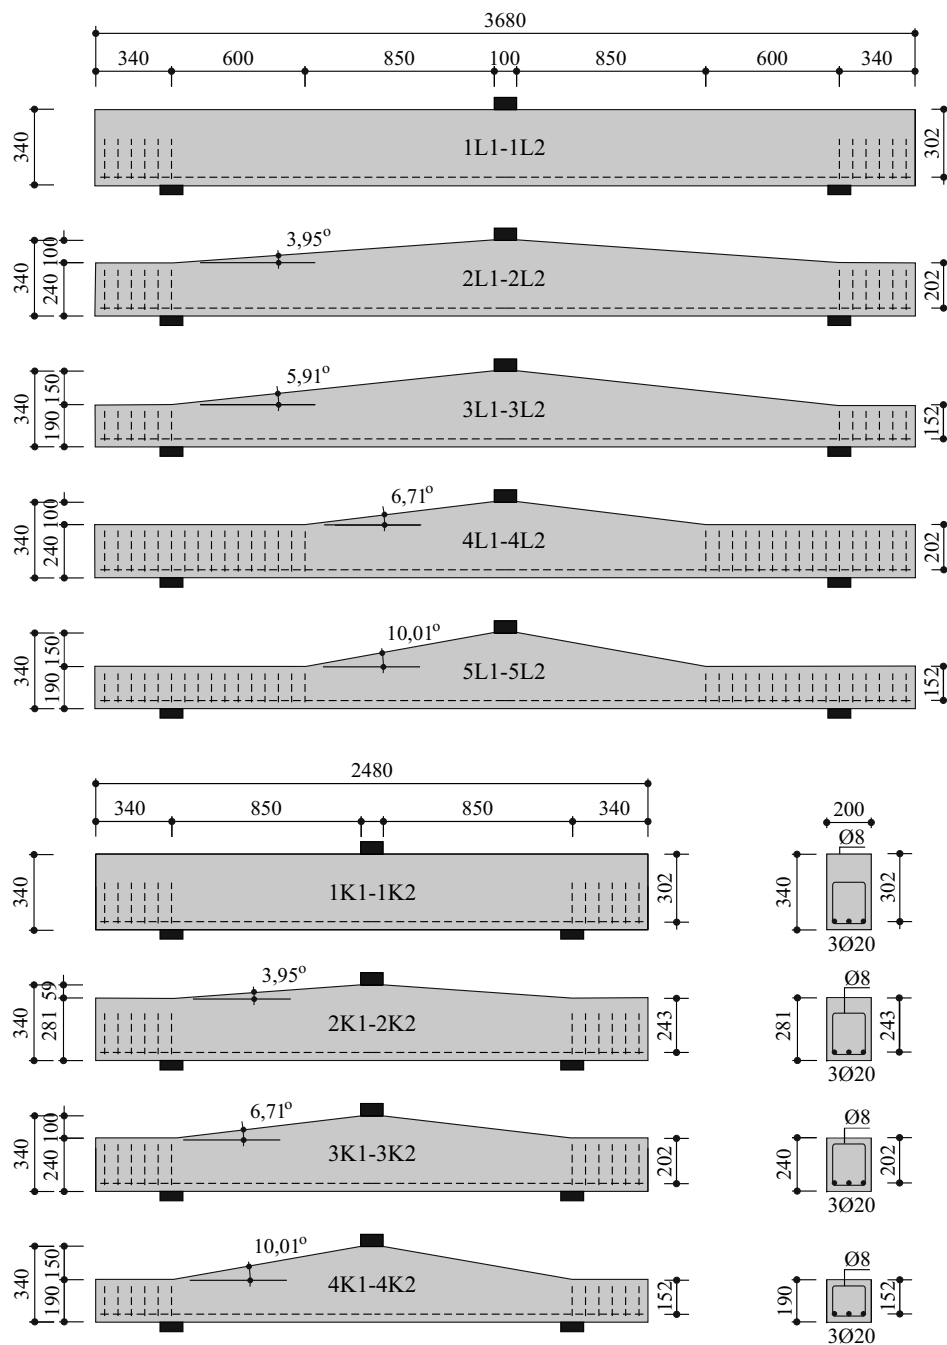 3680
340 600 850 100 850 600 340
340 1L1-1L2 302
3,95°
340 100 240 2L1-2L2 202
5,91°
340 150 190 3L1-3L2 152
6,71°
340 100 240 4L1-4L2 202
10,01°
340 150 190 5L1-5L2 152
2480
340 850 850 340
200
Ø8
340 1K1-1K2 302 340 302
3Ø20
3,95°
Ø8
340 59 281 2K1-2K2 243 281 243
3Ø20
6,71°
Ø8
340 100 240 3K1-3K2 202 240 202
3Ø20
10,01°
Ø8
340 150 190 4K1-4K2 152 190 152
3Ø20